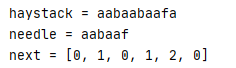 haystack = aabaabaafa
needle = aabaaf
next = [0, 1, 0, 1, 2, 0]